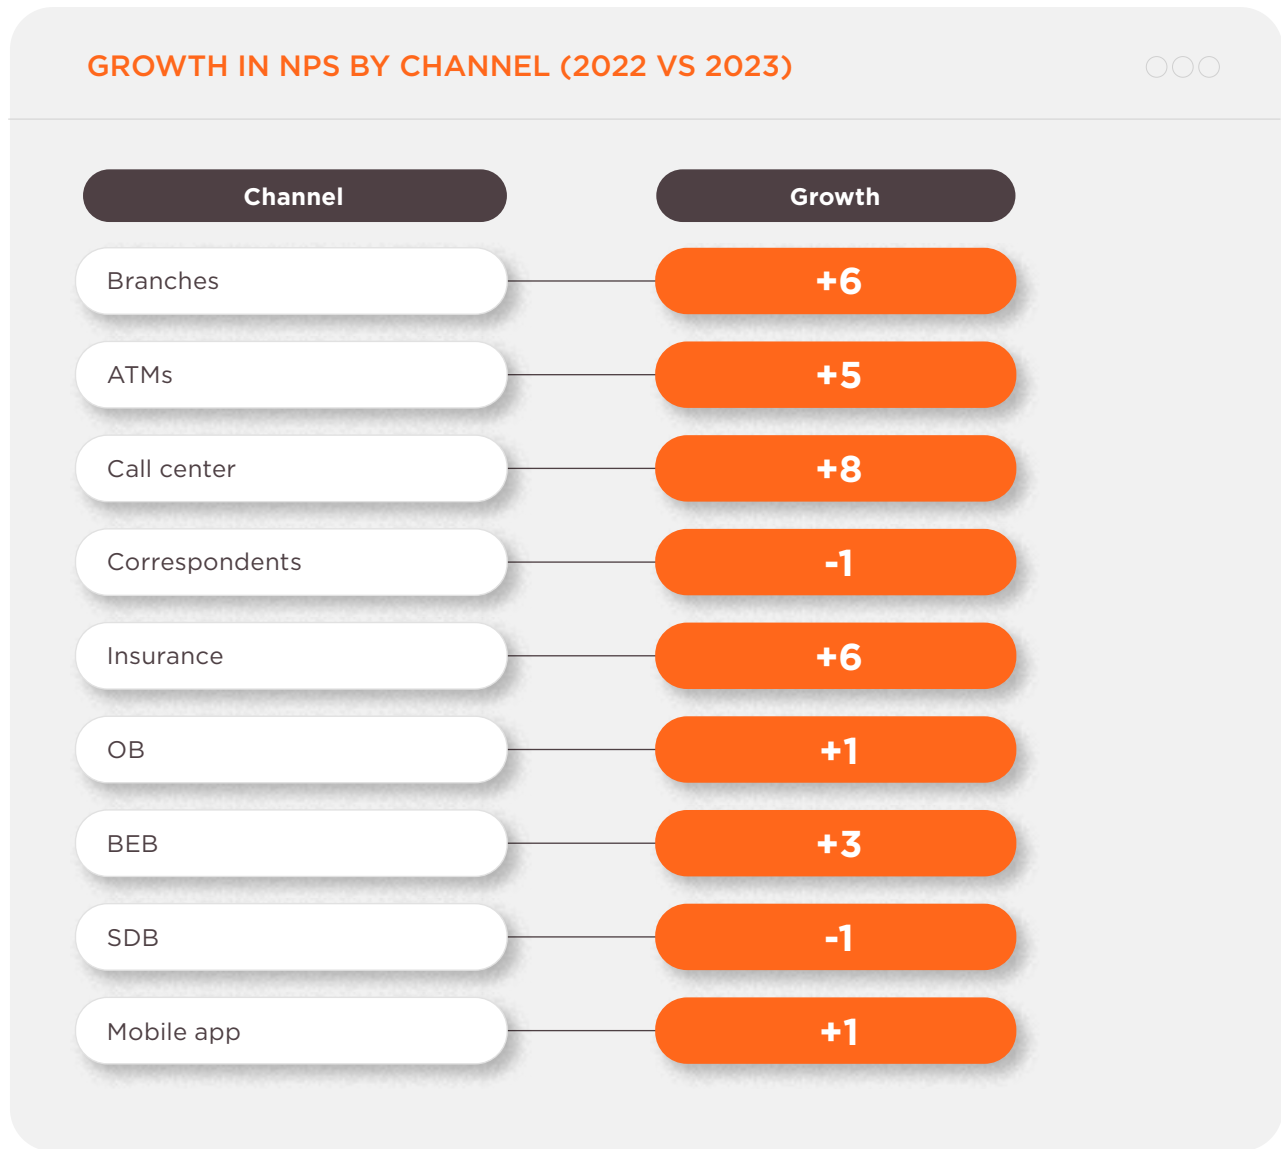 GROWTH IN NPS BY CHANNEL (2022 VS 2023)
Channel Growth
Branches +6
ATMs +5
Call center +8
Correspondents -1
Insurance +6
OB +1
BEB +3
SDB -1
Mobile app +1